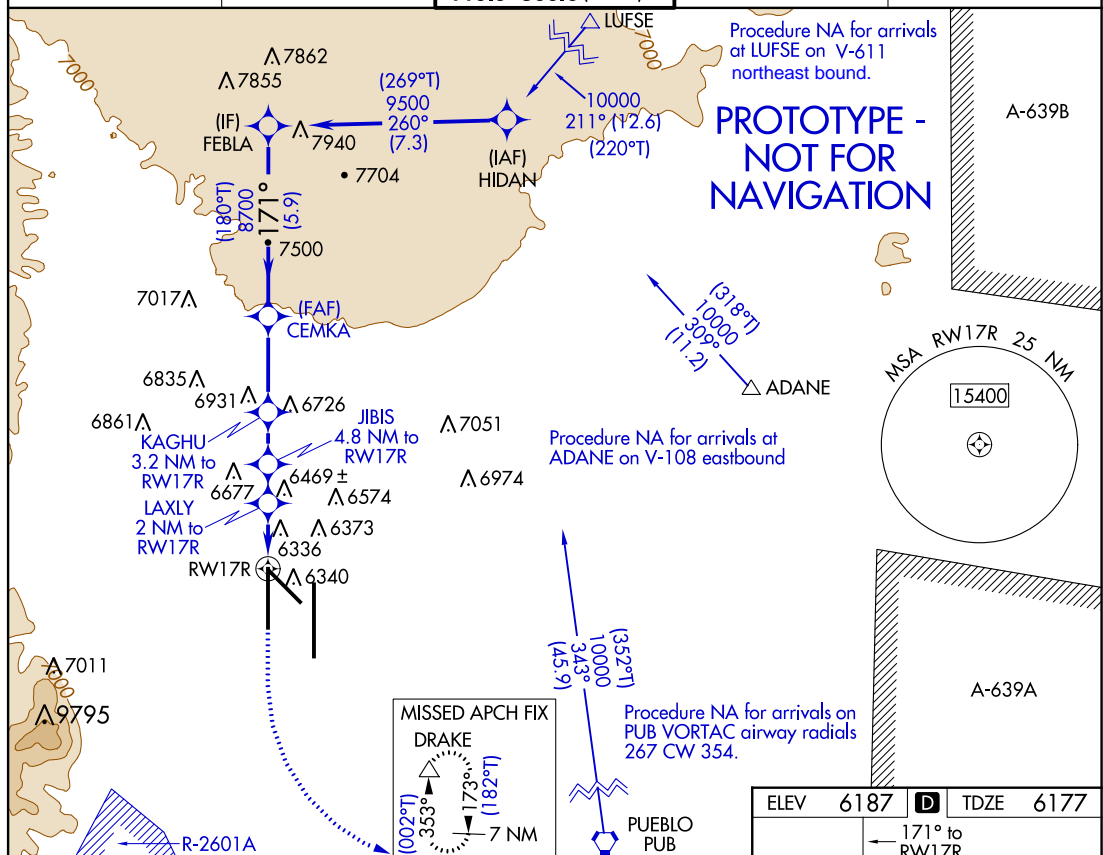 LUFSE
Procedure NA for arrivals
at LUFSE on V-611
northeast bound.
7000
7862
7855
(269°T)
9500
260°
(7.3)
7000
10000
211° (12.6)
(220°T)
(IF)
FEBLA
7940
(IAF)
HIDAN
7704
PROTOTYPE -
NOT FOR
NAVIGATION
A-639B
(180°T)
8700
171°
(5.9)
7500
7017
(FAF)
CEMKA
(318°T)
10000
309°
(11.2)
ADANE
MSA RW17R 25 NM
15400
6835
6931
6726
6861
KAGHU
3.2 NM to
RW17R
JIBIS
4.8 NM to
RW17R
7051
Procedure NA for arrivals at
ADANE on V-108 eastbound
6677
6469 ±
6974
6574
LAXLY
2 NM to
RW17R
6373
6336
RW17R
6340
7011
7000
9795
(352°T)
10000
343°
(45.9)
A-639A
MISSED APCH FIX
DRAKE
(002°T)
353°
173°
(182°T)
7 NM
Procedure NA for arrivals on
PUB VORTAC airway radials
267 CW 354.
PUEBLO
PUB
R-2601A
ELEV 6187 D TDZE 6177
171° to
RW17R